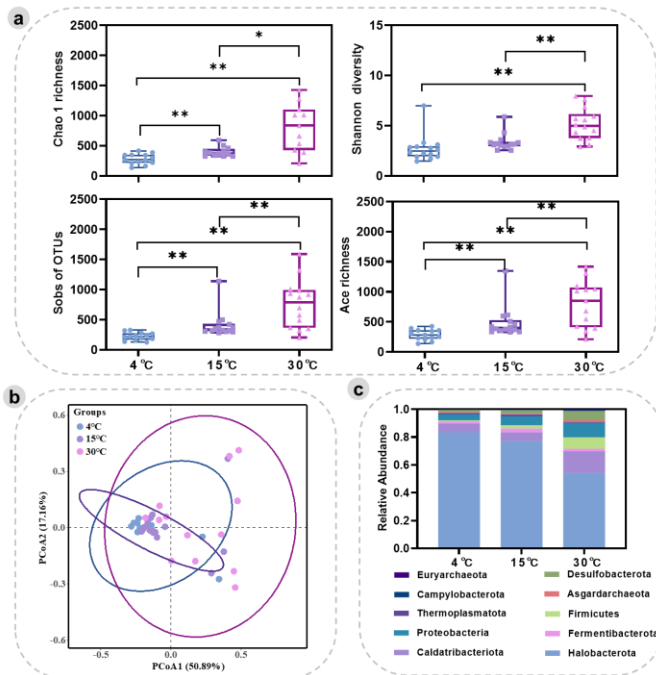 a
Chao 1 richness
2500
2000
1500
1000
500
0
**
**
*
Shannon diversity
15
10
5
0
**
**
Sobs of OTUs
2500
2000
1500
1000
500
0
**
**
**
4℃ 15℃ 30℃
Ace richness
2500
2000
1500
1000
500
0
**
**
**
4℃ 15℃ 30℃
b
Groups
4℃
15℃
30℃
PCoA2 (17.16%)
0.6
0.3
0.0
-0.3
-0.6
-0.5 0.0 0.5
PCoA1 (50.89%)
c
Relative Abundance
1.0
0.8
0.6
0.4
0.2
0.0
4℃ 15℃ 30℃
Euryarchaeota Desulfobacterota
Campylobacterota Asgardarchaeota
Thermoplasmatota Firmicutes
Proteobacteria Fermentibacterota
Caldatribacteriota Halobacterota